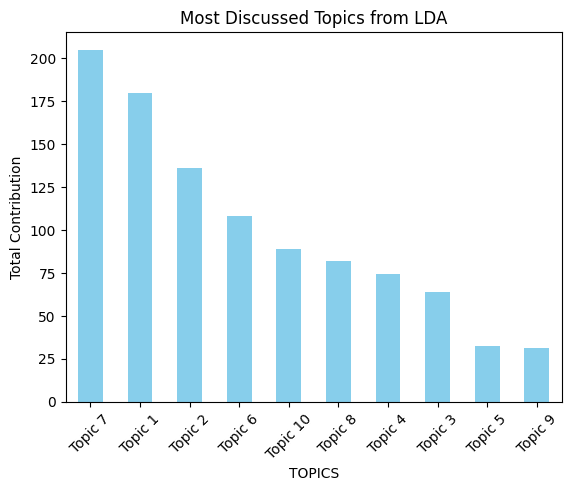 Most Discussed Topics from LDA
Total Contribution
200
175
150
125
100
75
50
25
0
Topic 7
Topic 1
Topic 2
Topic 6
Topic 10
Topic 8
Topic 4
Topic 3
Topic 5
Topic 9
TOPICS